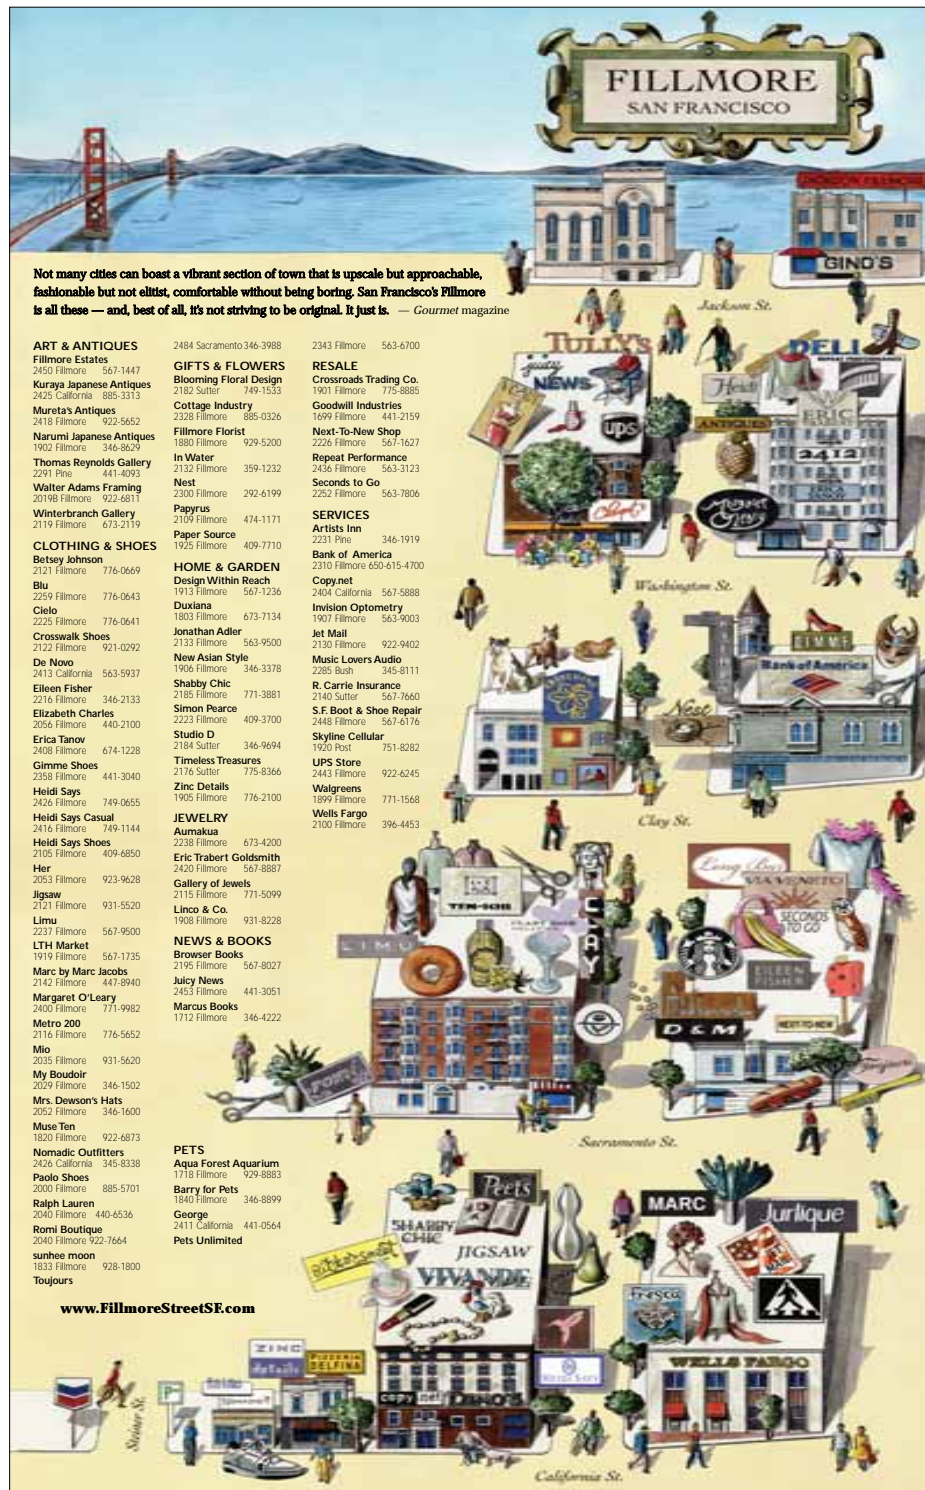 FILLMORE
SAN FRANCISCO
JACKSON FILLMORE
GINO'S
Not many cities can boast a vibrant section of town that is upscale but approachable,
fashionable but not elitist, comfortable without being boring. San Francisco's Fillmore
is all these — and, best of all, it's not striving to be original. It just is. — Gourmet magazine
Jackson St.
ART & ANTIQUES
Fillmore Estates
2450 Fillmore 567-1447
Kuraya Japanese Antiques
2425 California 885-3313
Mureta's Antiques
2418 Fillmore 922-5652
Narumi Japanese Antiques
1902 Fillmore 346-8629
Thomas Reynolds Gallery
2291 Pine 441-4093
Walter Adams Framing
2019B Fillmore 922-6811
Winterbranch Gallery
2119 Fillmore 673-2119
CLOTHING & SHOES
Betsey Johnson
2121 Fillmore 776-0669
Blu
2259 Fillmore 776-0643
Cielo
2225 Fillmore 776-0641
Crosswalk Shoes
2122 Fillmore 921-0292
De Novo
2413 California 563-5937
Eileen Fisher
2216 Fillmore 346-2133
Elizabeth Charles
2056 Fillmore 440-2100
Erica Tanov
2408 Fillmore 674-1228
Gimme Shoes
2358 Fillmore 441-3040
Heidi Says
2426 Fillmore 749-0655
Heidi Says Casual
2416 Fillmore 749-1144
Heidi Says Shoes
2105 Fillmore 409-6850
Her
2053 Fillmore 923-9628
Jigsaw
2121 Fillmore 931-5520
Limu
2237 Fillmore 567-9500
LTH Market
1919 Fillmore 567-1735
Marc by Marc Jacobs
2142 Fillmore 447-8940
Margaret O'Leary
2400 Fillmore 771-9982
Metro 200
2116 Fillmore 776-5652
Mio
2035 Fillmore 931-5620
My Boudoir
2029 Fillmore 346-1502
Mrs. Dewson's Hats
2052 Fillmore 346-1600
Muse Ten
1820 Fillmore 922-6873
Nomadic Outfitters
2426 California 345-8338
Paolo Shoes
2000 Fillmore 885-5701
Ralph Lauren
2040 Fillmore 440-6536
Romi Boutique
2040 Fillmore 922-7664
sunhee moon
1833 Fillmore 928-1800
Toujours
2484 Sacramento 346-3988
GIFTS & FLOWERS
Blooming Floral Design
2182 Sutter 749-1533
Cottage Industry
2328 Fillmore 885-0326
Fillmore Florist
1880 Fillmore 929-5200
In Water
2132 Fillmore 359-1232
Nest
2300 Fillmore 292-6199
Papyrus
2109 Fillmore 474-1171
Paper Source
1925 Fillmore 409-7710
HOME & GARDEN
Design Within Reach
1913 Fillmore 567-1236
Duxiana
1803 Fillmore 673-7134
Jonathan Adler
2133 Fillmore 563-9500
New Asian Style
1906 Fillmore 346-3378
Shabby Chic
2185 Fillmore 771-3881
Simon Pearce
2223 Fillmore 409-3700
Studio D
2184 Sutter 346-9694
Timeless Treasures
2176 Sutter 775-8366
Zinc Details
1905 Fillmore 776-2100
JEWELRY
Aumakua
2238 Fillmore 673-4200
Eric Trabert Goldsmith
2420 Fillmore 567-8887
Gallery of Jewels
2115 Fillmore 771-5099
Linco & Co.
1908 Fillmore 931-8228
NEWS & BOOKS
Browser Books
2195 Fillmore 567-8027
Juicy News
2453 Fillmore 441-3051
Marcus Books
1712 Fillmore 346-4222
PETS
Aqua Forest Aquarium
1718 Fillmore 929-8883
Barry for Pets
1840 Fillmore 346-8899
George
2411 California 441-0564
Pets Unlimited
2343 Fillmore 563-6700
RESALE
Crossroads Trading Co.
1901 Fillmore 775-8885
Goodwill Industries
1699 Fillmore 441-2159
Next-To-New Shop
2226 Fillmore 567-1627
Repeat Performance
2436 Fillmore 563-3123
Seconds to Go
2252 Fillmore 563-7806
SERVICES
Artists Inn
2231 Pine 346-1919
Bank of America
2310 Fillmore 650-615-4700
Copy.net
2404 California 567-5888
Invision Optometry
1907 Fillmore 563-9003
Jet Mail
2130 Fillmore 922-9402
Music Lovers Audio
2285 Bush 345-8111
R. Carrie Insurance
2140 Sutter 567-7660
S.F. Boot & Shoe Repair
2448 Fillmore 567-6176
Skyline Cellular
1920 Post 751-8282
UPS Store
2443 Fillmore 922-6245
Walgreens
1899 Fillmore 771-1568
Wells Fargo
2100 Fillmore 396-4453
www.FillmoreStreetSF.com
TULLY'S
juicy
NEWS
ups
DELI
REPEAT PERFORMANCE
Heidi
ERIC
ANTIQUES
2412
Washington St.
GIMME
Bank of America
Nest
Clay St.
CLAY
LIMU
Long Bar
VIA VENETO
SECONDS
TO GO
EILEEN
FISHER
D & M
NEXT-TO-NEW
Toujours
Sacramento St.
Peets
SHABBY
CHIC
JIGSAW
Bittersweet
VIVANDE
MARC
Jurlique
Fresca
WELLS FARGO
ZINC
details
PIZZERIA
DELFINA
copy.net
DINO'S
P
Steiner St.
California St.